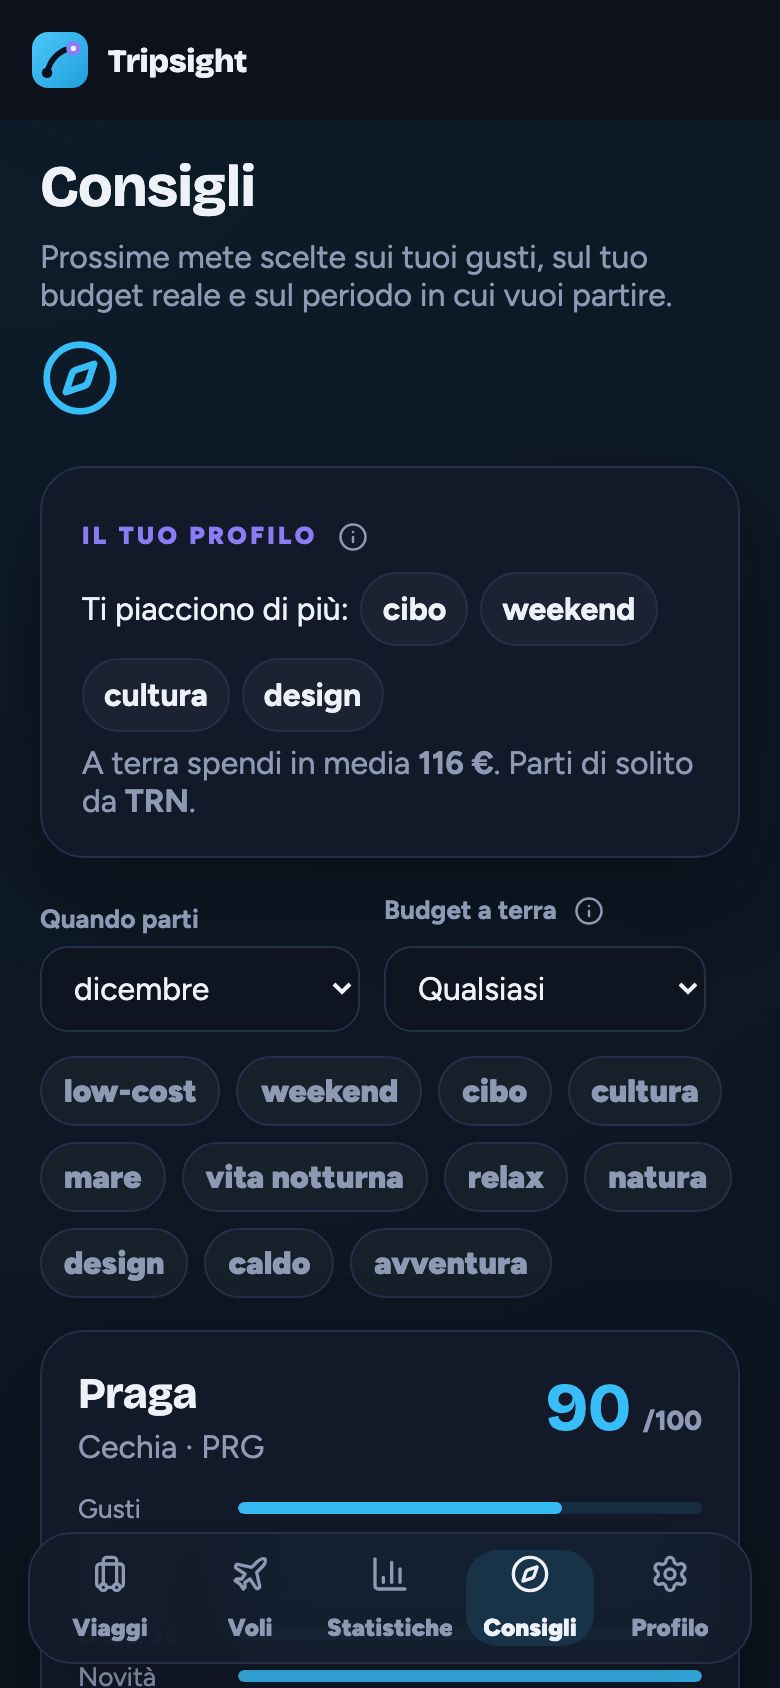 Tripsight
Consigli
Prossime mete scelte sui tuoi gusti, sul tuo
budget reale e sul periodo in cui vuoi partire.
IL TUO PROFILO
Ti piacciono di più: cibo weekend
cultura design
A terra spendi in media 116 €. Parti di solito
da TRN.
Quando parti Budget a terra
dicembre Qualsiasi
low-cost weekend cibo cultura
mare vita notturna relax natura
design caldo avventura
Praga 90 /100
Cechia · PRG
Gusti
Viaggi Voli Statistiche Consigli Profilo
Novità